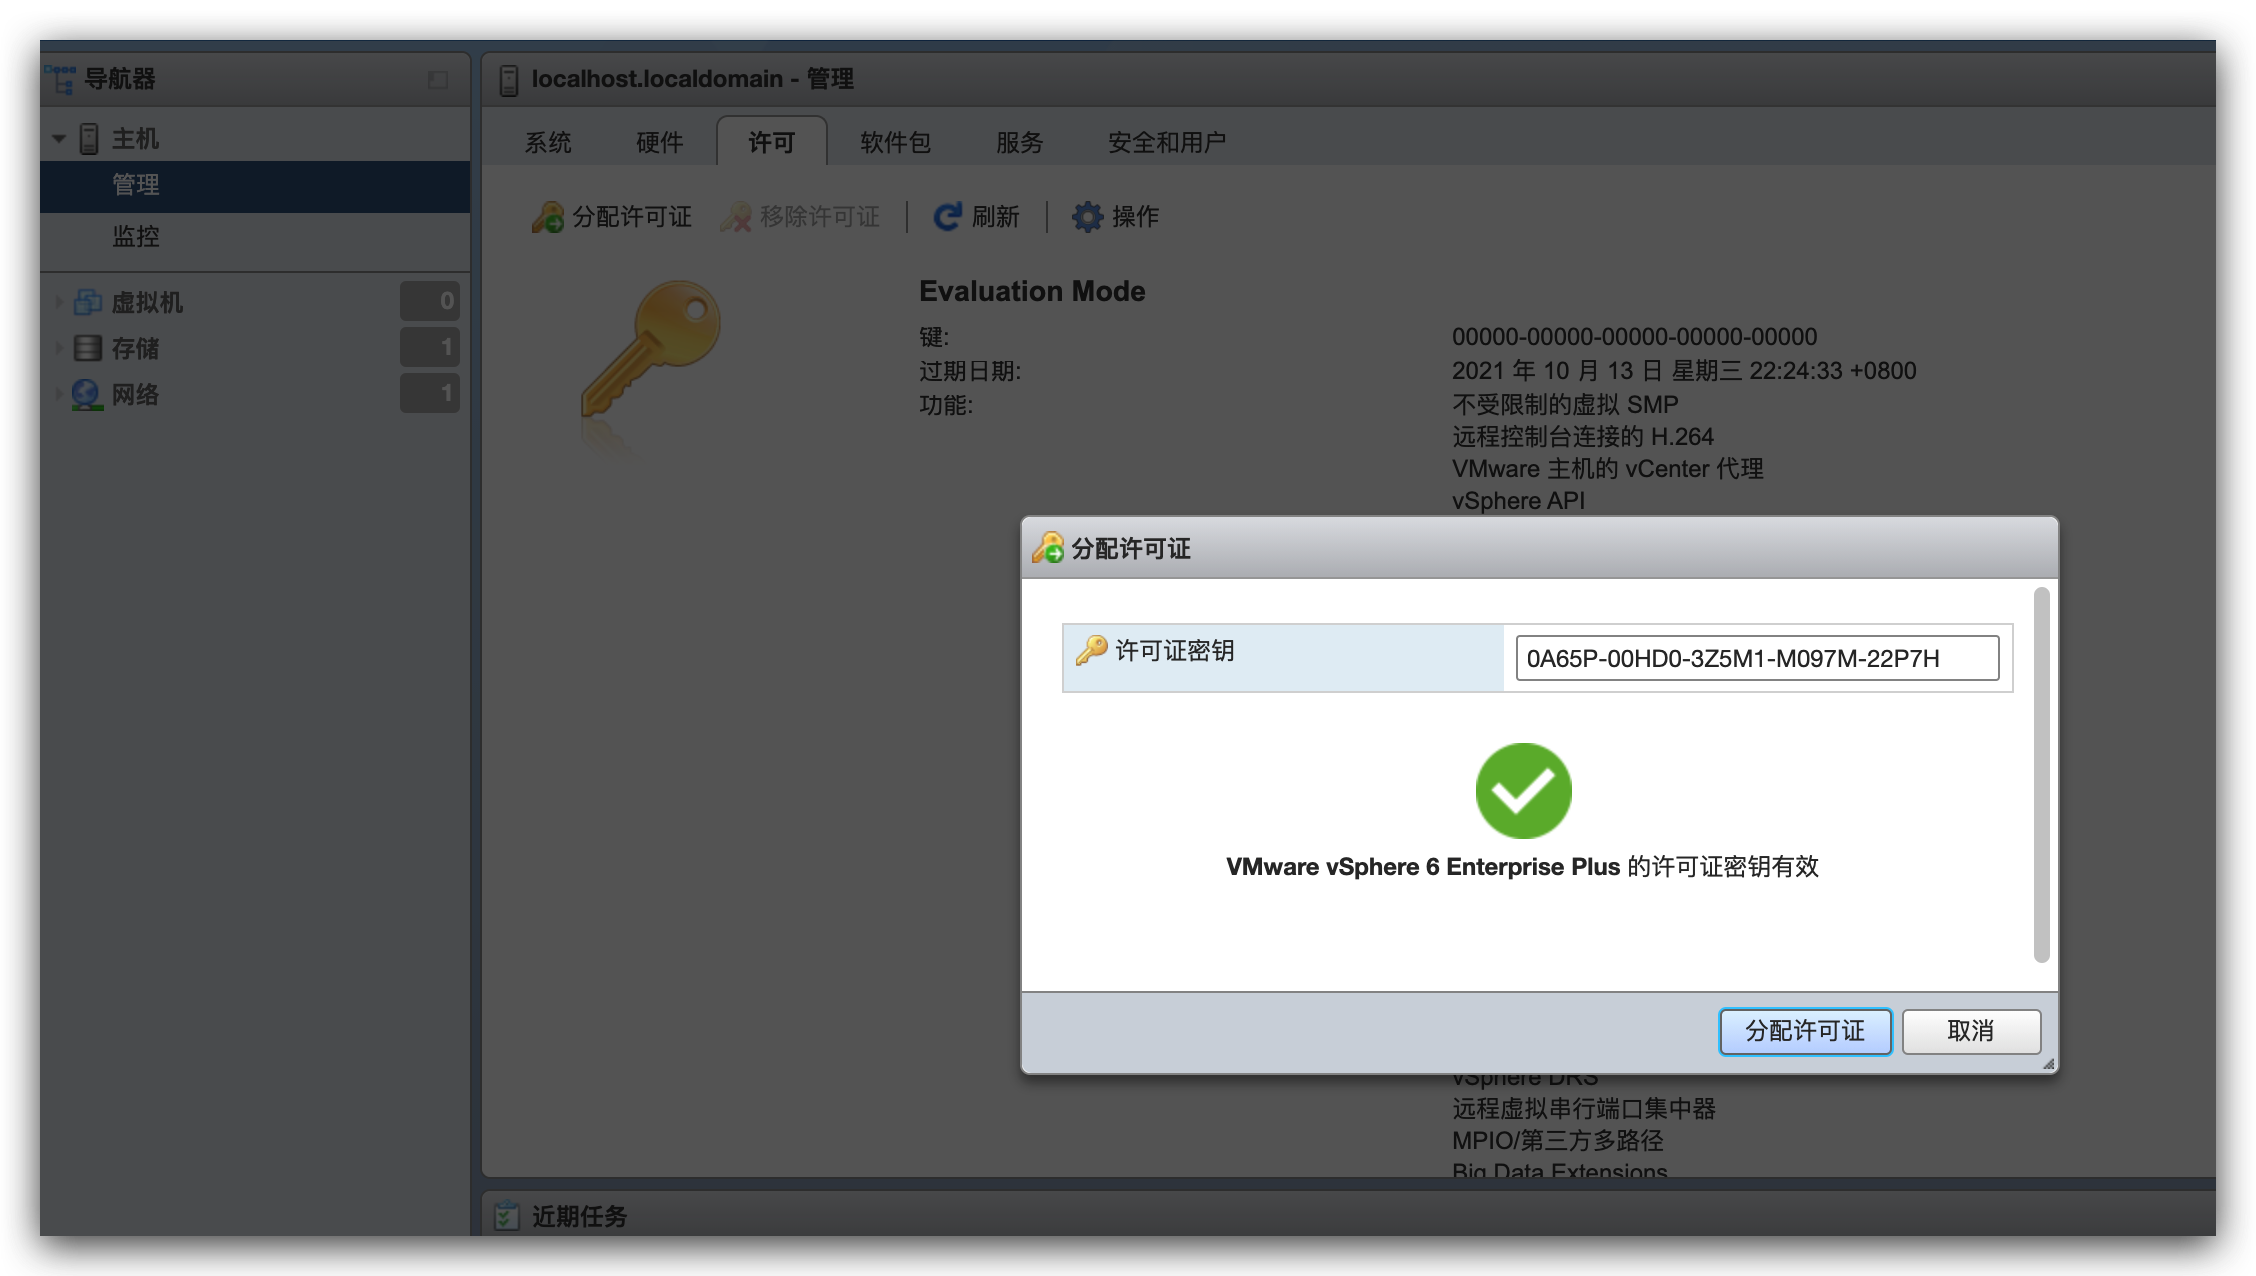 导航器
主机
管理
监控
虚拟机 0
存储 1
网络 1
localhost.localdomain - 管理
系统 硬件 许可 软件包 服务 安全和用户
分配许可证 移除许可证 刷新 操作
Evaluation Mode
键: 00000-00000-00000-00000-00000
过期日期: 2021 年 10 月 13 日 星期三 22:24:33 +0800
功能: 不受限制的虚拟 SMP
远程控制台连接的 H.264
VMware 主机的 vCenter 代理
vSphere API
分配许可证
许可证密钥 0A65P-00HD0-3Z5M1-M097M-22P7H
VMware vSphere 6 Enterprise Plus 的许可证密钥有效
分配许可证 取消
vSphere DRS
远程虚拟串行端口集中器
MPIO/第三方多路径
Big Data Extensions
近期任务